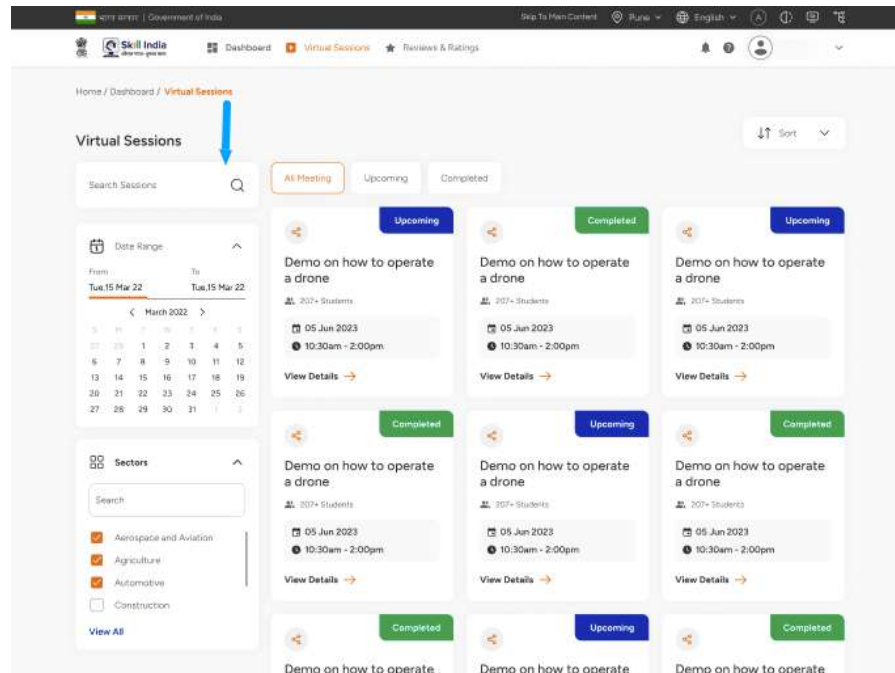 भारत सरकार | Government of India
Skip To Main Content
Pune
English
A
Skill India
कौशल भारत-कुशल भारत
Dashboard
Virtual Sessions
Reviews & Ratings
Home / Dashboard / Virtual Sessions
Virtual Sessions
Sort
Search Sessions
All Meeting
Upcoming
Completed
Date Range
From
To
Tue,15 Mar 22
Tue,15 Mar 22
March 2022
S M T W T F S
1 2 3 4 5
6 7 8 9 10 11 12
13 14 15 16 17 18 19
20 21 22 23 24 25 26
27 28 29 30 31 1 2
Sectors
Search
Aerospace and Aviation
Agriculture
Automotive
Construction
View All
Upcoming
Demo on how to operate
a drone
207+ Students
05 Jun 2023
10:30am - 2:00pm
View Details
Completed
Demo on how to operate
a drone
207+ Students
05 Jun 2023
10:30am - 2:00pm
View Details
Upcoming
Demo on how to operate
a drone
207+ Students
05 Jun 2023
10:30am - 2:00pm
View Details
Completed
Demo on how to operate
a drone
207+ Students
05 Jun 2023
10:30am - 2:00pm
View Details
Upcoming
Demo on how to operate
a drone
207+ Students
05 Jun 2023
10:30am - 2:00pm
View Details
Completed
Demo on how to operate
a drone
207+ Students
05 Jun 2023
10:30am - 2:00pm
View Details
Completed
Demo on how to operate
Upcoming
Demo on how to operate
Completed
Demo on how to operate